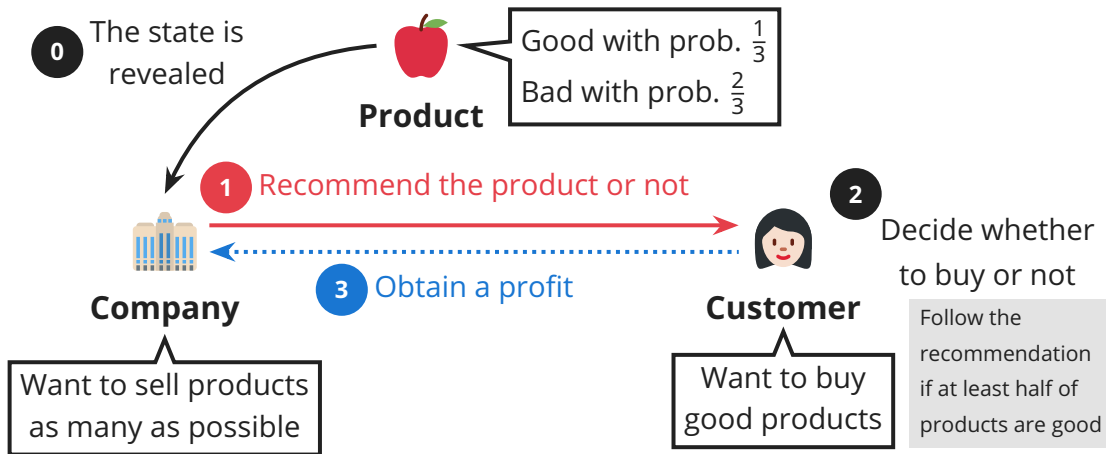 0
The state is
revealed
Product
Good with prob. 1/3
Bad with prob. 2/3
1
Recommend the product or not
2
Decide whether
to buy or not
3
Obtain a profit
Company
Customer
Follow the
recommendation
if at least half of
products are good
Want to sell products
as many as possible
Want to buy
good products